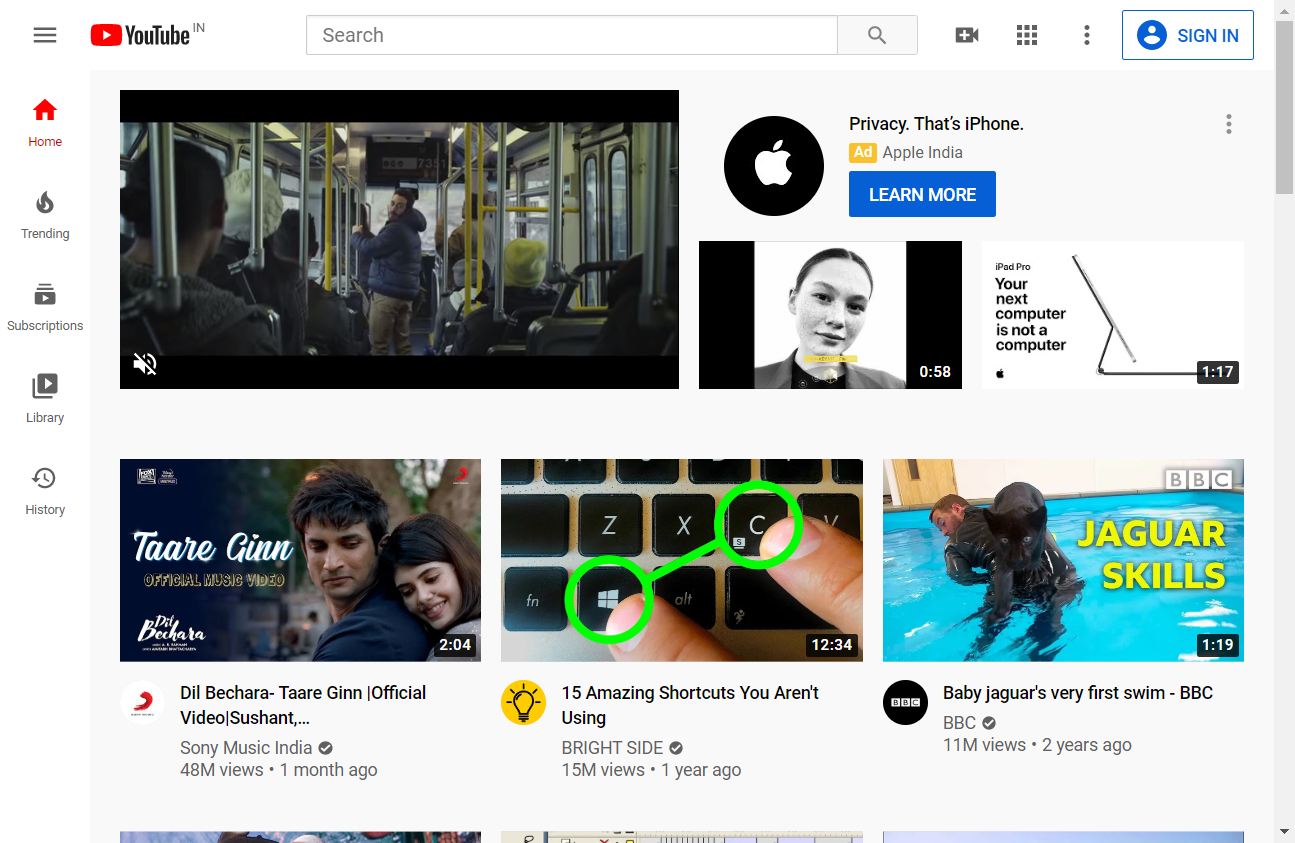 YouTube IN
Search
SIGN IN
Home
Trending
Subscriptions
Library
History
7351
Privacy. That’s iPhone.
Ad Apple India
LEARN MORE
0:58
iPad Pro
Your
next
computer
is not a
computer
1:17
Taare Ginn
OFFICIAL MUSIC VIDEO
Dil
Bechara
2:04
Dil Bechara- Taare Ginn |Official
Video|Sushant,…
Sony Music India
48M views • 1 month ago
Z X C V
S
fn alt
12:34
15 Amazing Shortcuts You Aren't
Using
BRIGHT SIDE
15M views • 1 year ago
BBC
JAGUAR
SKILLS
1:19
BBC
Baby jaguar's very first swim - BBC
BBC
11M views • 2 years ago